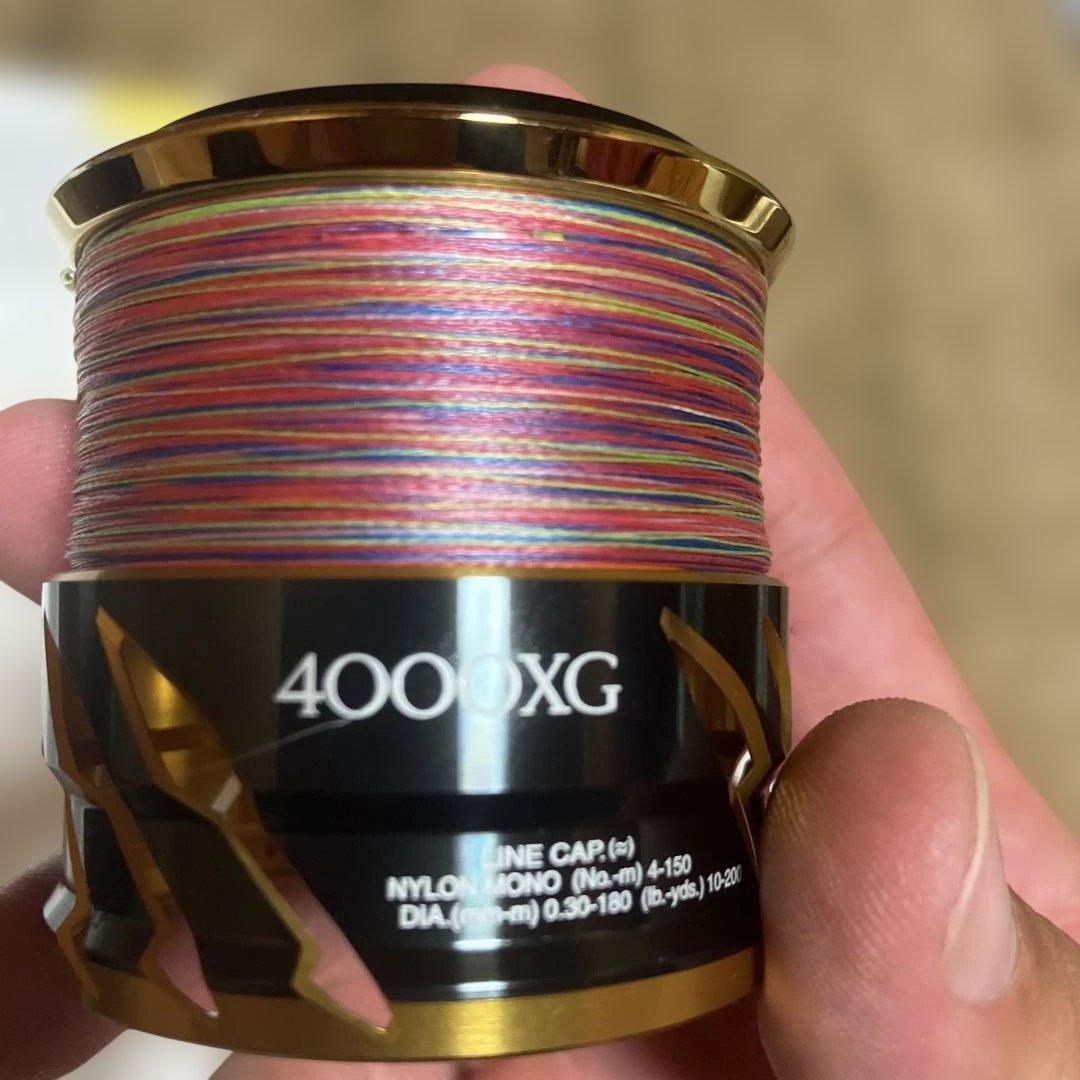 4000XG
LINE CAP.(≈)
NYLON MONO (No.-m) 4-150
DIA.(mm-m) 0.30-180 (lb.-yds.) 10-200